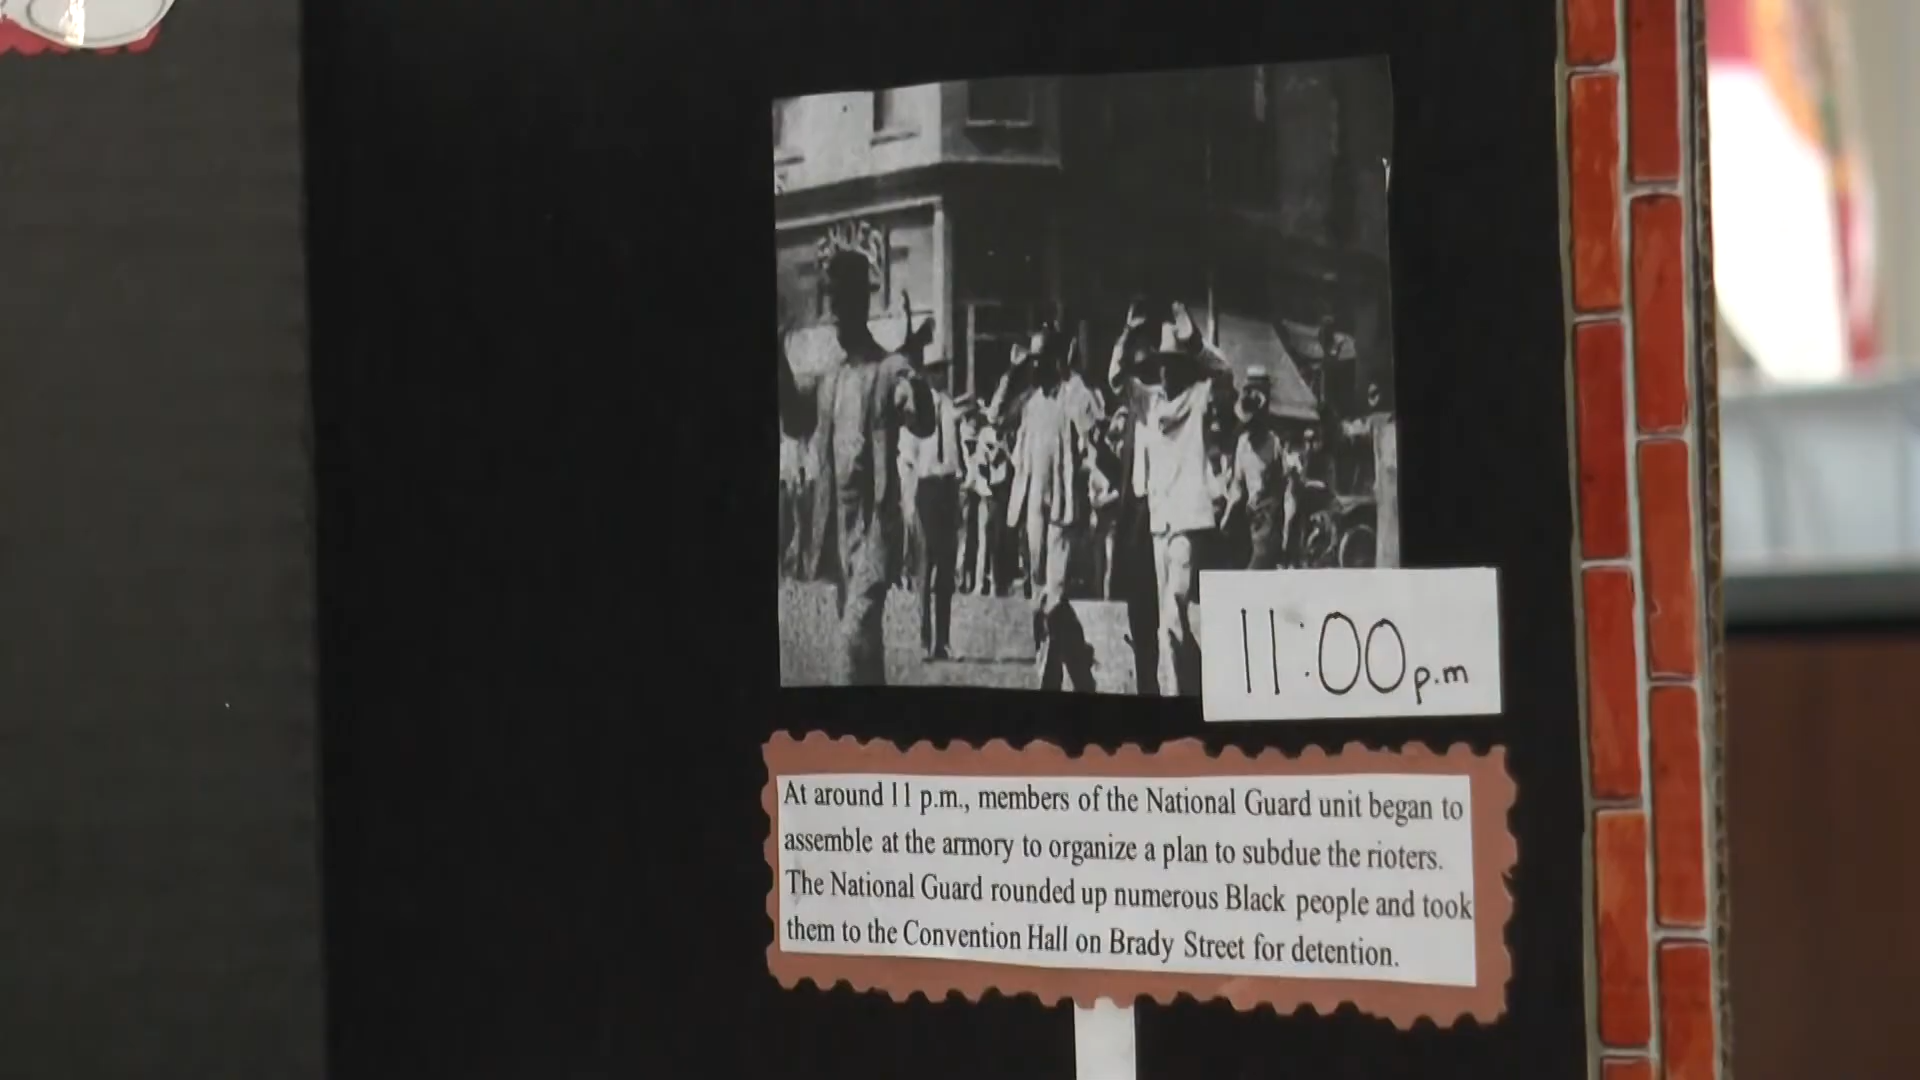 SHOES
11:00 p.m
At around 11 p.m., members of the National Guard unit began to
assemble at the armory to organize a plan to subdue the rioters.
The National Guard rounded up numerous Black people and took
them to the Convention Hall on Brady Street for detention.